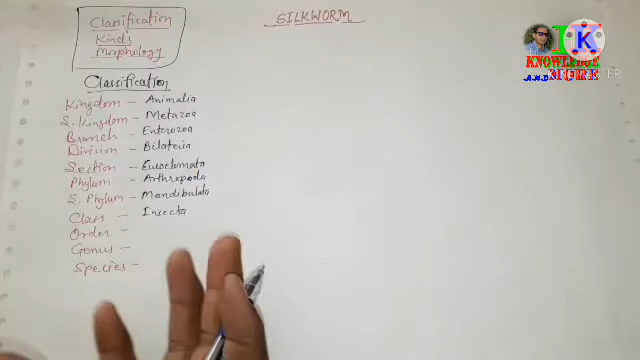 SILKWORM
Classification
Kinds
Morphology
Classification
Kingdom - Animalia
S. Kingdom - Metazoa
Branch - Enterozoa
Division - Bilateria
Section - Eucoelomata
Phylum - Arthropoda
S. Phylum - Mandibulata
Class - Insecta
Order -
Genus -
Species -
K
KNOWLEDGE
AND MORE